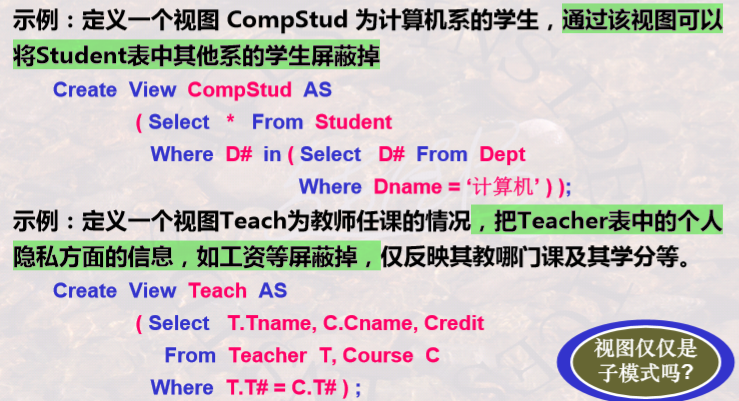 示例：定义一个视图 CompStud 为计算机系的学生，通过该视图可以
将Student表中其他系的学生屏蔽掉
Create View CompStud AS
( Select * From Student
Where D# in ( Select D# From Dept
Where Dname = ‘计算机’ ) );
示例：定义一个视图Teach为教师任课的情况，把Teacher表中的个人
隐私方面的信息，如工资等屏蔽掉，仅反映其教哪门课及其学分等。
Create View Teach AS
( Select T.Tname, C.Cname, Credit
From Teacher T, Course C
Where T.T# = C.T# ) ;
视图仅仅是
子模式吗?